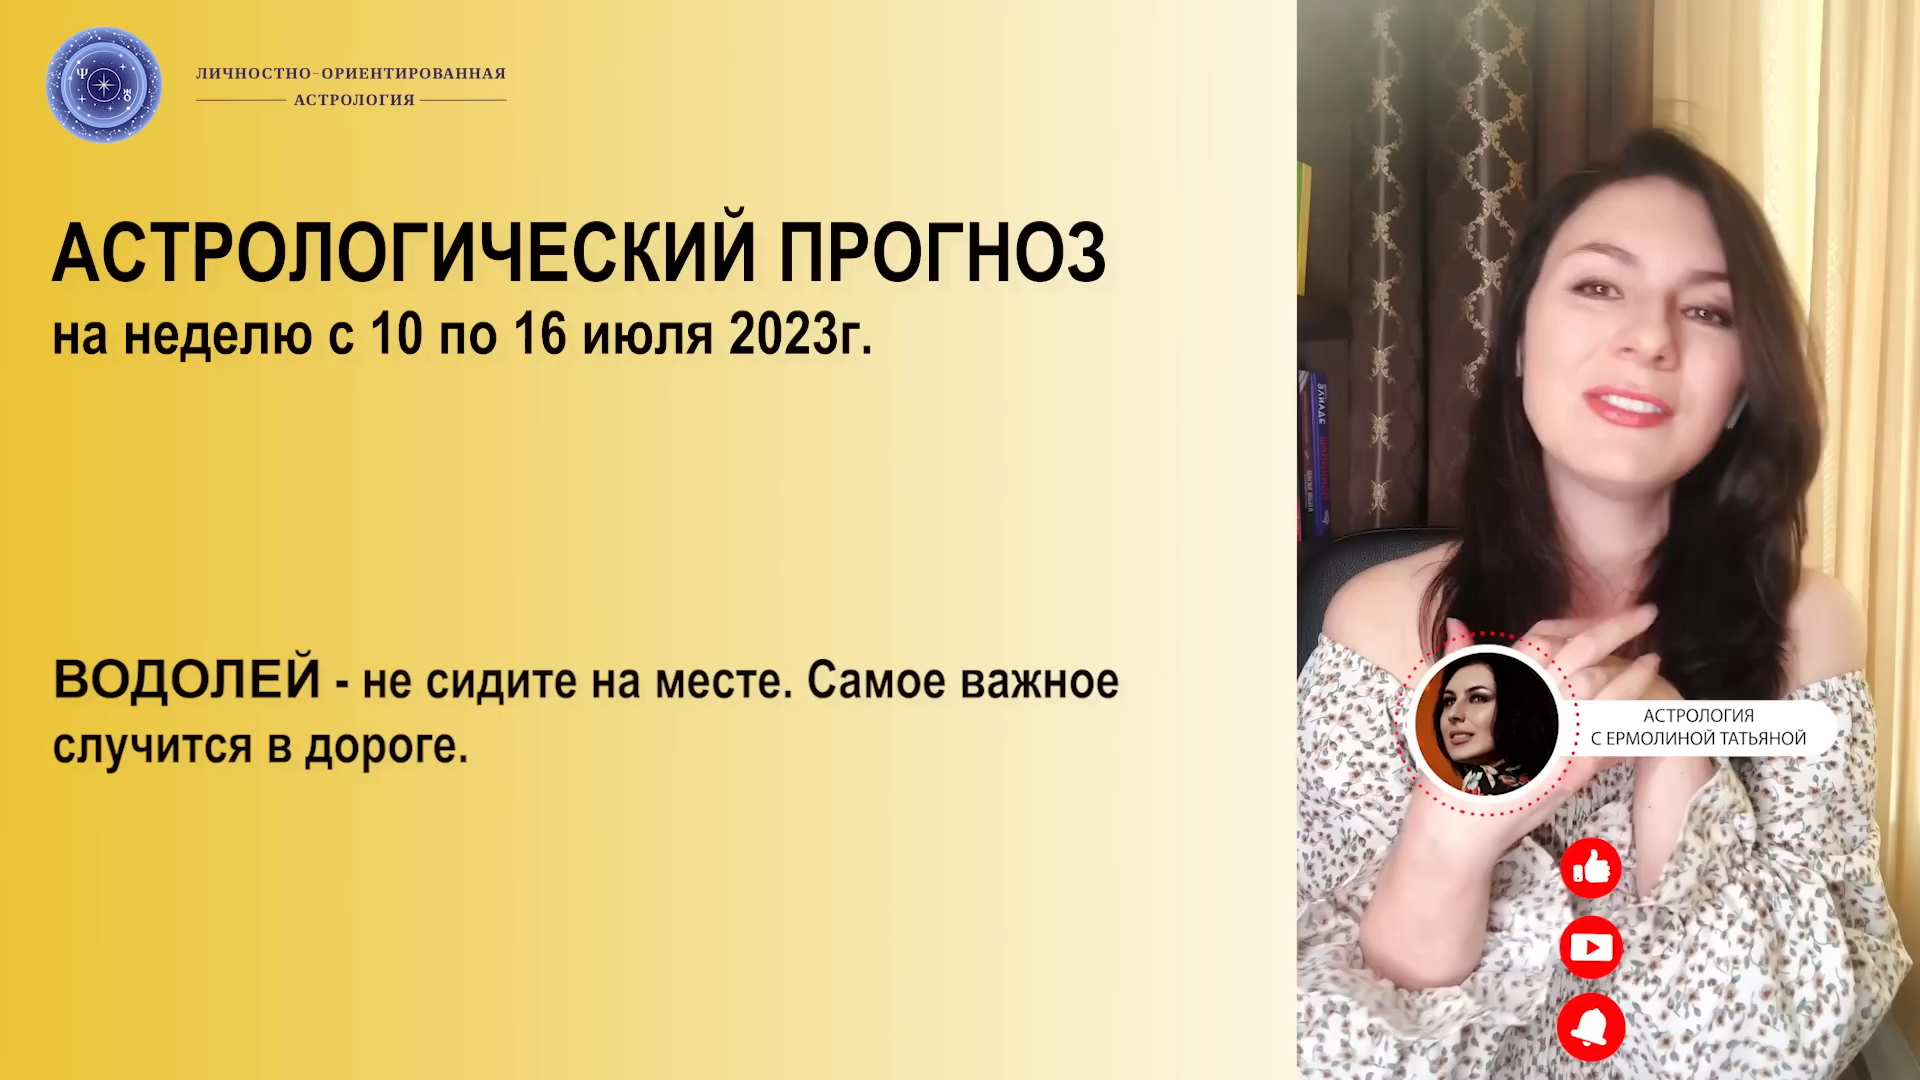 ЛИЧНОСТНО-ОРИЕНТИРОВАННАЯ
АСТРОЛОГИЯ
АСТРОЛОГИЧЕСКИЙ ПРОГНОЗ
на неделю с 10 по 16 июля 2023г.
ВОДОЛЕЙ - не сидите на месте. Самое важное
случится в дороге.
ЭЛИАДЕ
АСТРОЛОГИЯ
С ЕРМОЛИНОЙ ТАТЬЯНОЙ